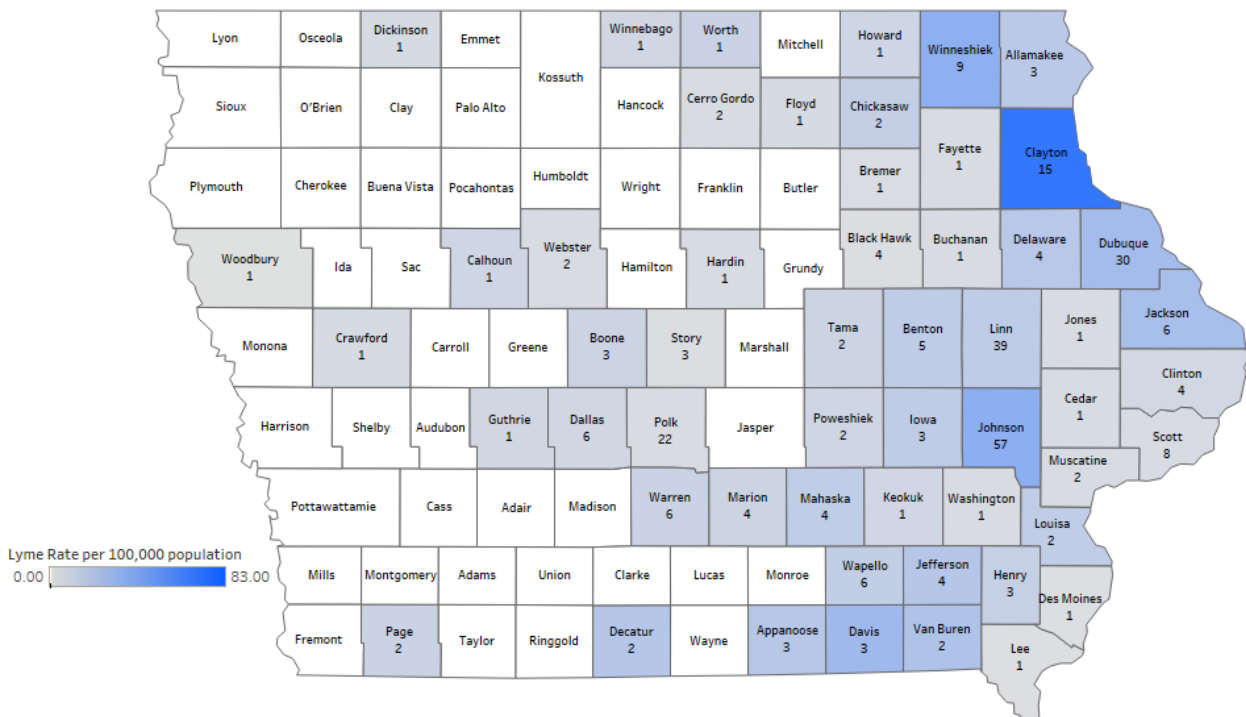 Lyon
Osceola
Dickinson
1
Emmet
Kossuth
Winnebago
1
Worth
1
Mitchell
Howard
1
Winneshiek
9
Allamakee
3
Sioux
O'Brien
Clay
Palo Alto
Hancock
Cerro Gordo
2
Floyd
1
Chickasaw
2
Fayette
1
Clayton
15
Plymouth
Cherokee
Buena Vista
Pocahontas
Humboldt
Wright
Franklin
Butler
Bremer
1
Woodbury
1
Ida
Sac
Calhoun
1
Webster
2
Hamilton
Hardin
1
Grundy
Black Hawk
4
Buchanan
1
Delaware
4
Dubuque
30
Monona
Crawford
1
Carroll
Greene
Boone
3
Story
3
Marshall
Tama
2
Benton
5
Linn
39
Jones
1
Jackson
6
Clinton
4
Harrison
Shelby
Audubon
Guthrie
1
Dallas
6
Polk
22
Jasper
Poweshiek
2
Iowa
3
Johnson
57
Cedar
1
Scott
8
Muscatine
2
Pottawattamie
Cass
Adair
Madison
Warren
6
Marion
4
Mahaska
4
Keokuk
1
Washington
1
Louisa
2
Lyme Rate per 100,000 population
0.00 83.00
Mills
Montgomery
Adams
Union
Clarke
Lucas
Monroe
Wapello
6
Jefferson
4
Henry
3
Des Moines
1
Fremont
Page
2
Taylor
Ringgold
Decatur
2
Wayne
Appanoose
3
Davis
3
Van Buren
2
Lee
1